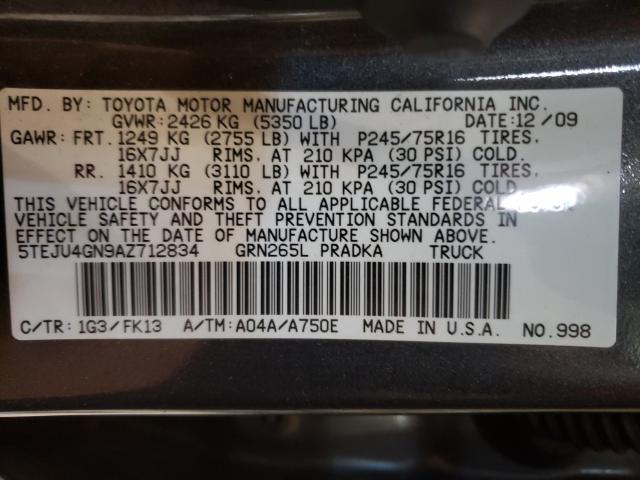 MFD. BY: TOYOTA MOTOR MANUFACTURING CALIFORNIA INC.
GVWR: 2426 KG (5350 LB) DATE: 12/09
GAWR: FRT. 1249 KG (2755 LB) WITH P245/75R16 TIRES.
16X7JJ RIMS. AT 210 KPA (30 PSI) COLD.
RR. 1410 KG (3110 LB) WITH P245/75R16 TIRES.
16X7JJ RIMS. AT 210 KPA (30 PSI) COLD.
THIS VEHICLE CONFORMS TO ALL APPLICABLE FEDERAL MOTOR
VEHICLE SAFETY AND THEFT PREVENTION STANDARDS IN
EFFECT ON THE DATE OF MANUFACTURE SHOWN ABOVE.
5TEJU4GN9AZ712834 GRN265L PRADKA TRUCK
C/TR: 1G3/FK13 A/TM: A04A/A750E MADE IN U.S.A. NO.998